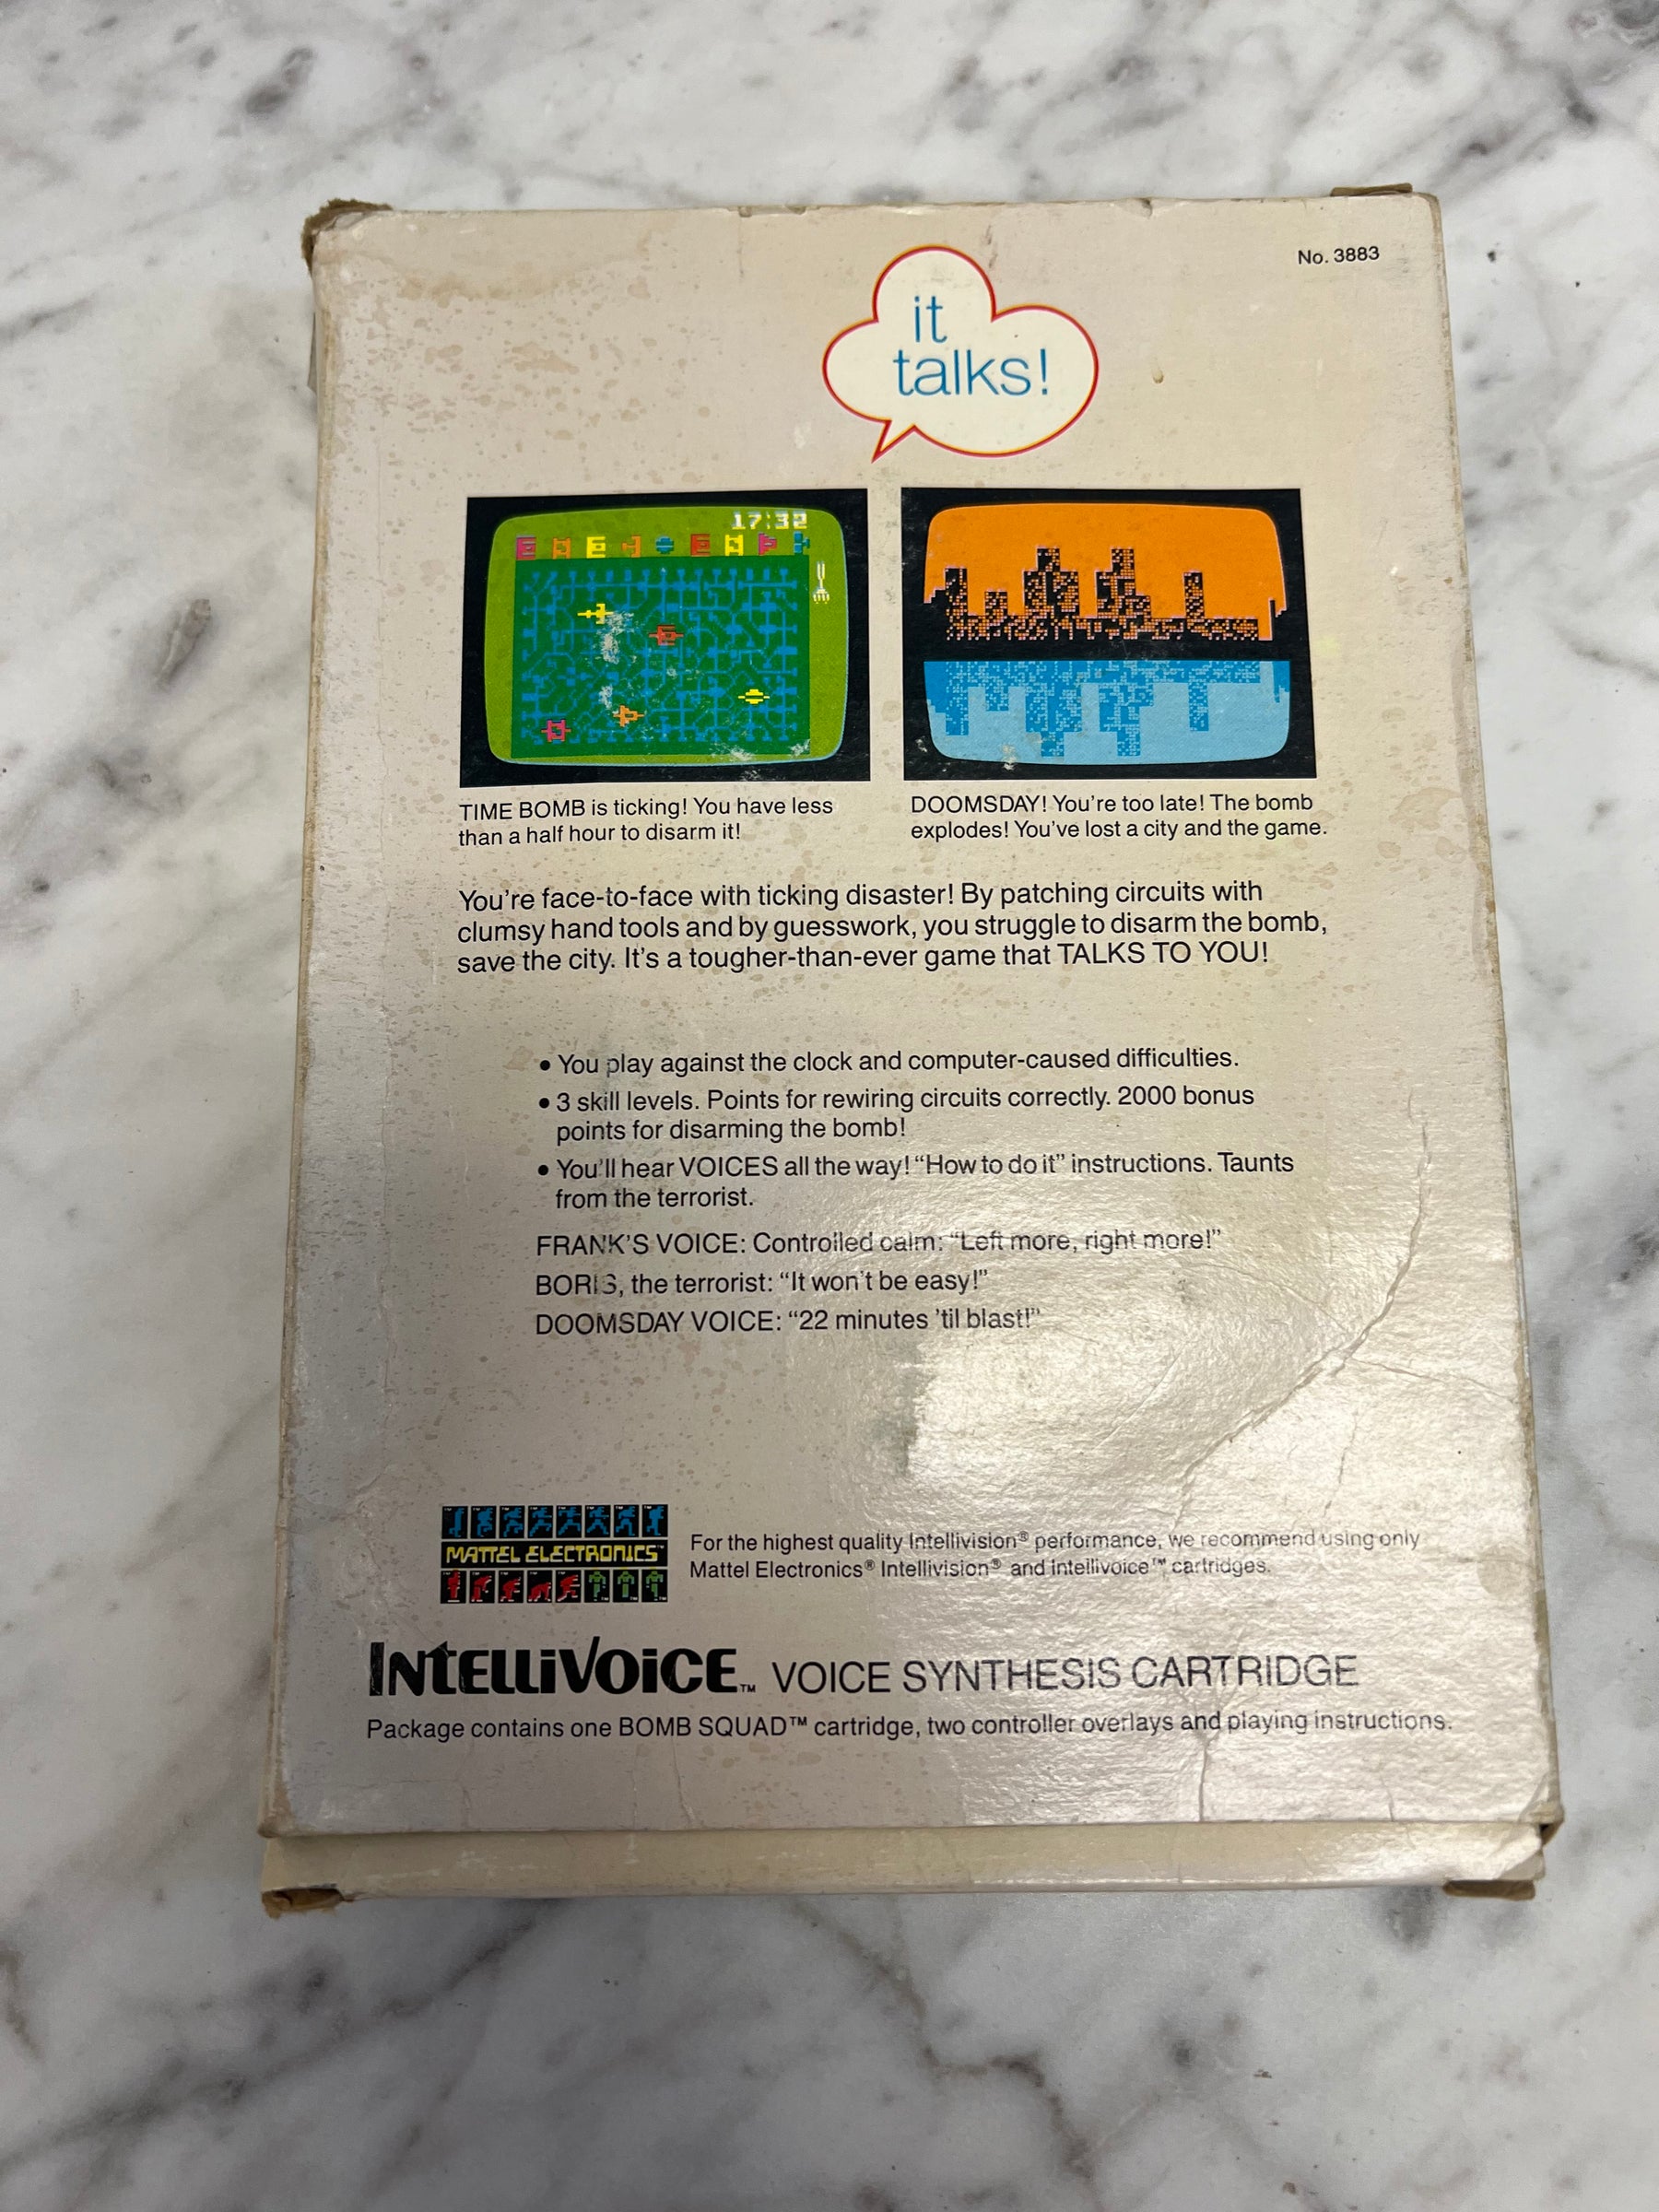 No. 3883
it
talks!
17:32
TIME BOMB is ticking! You have less
than a half hour to disarm it!
DOOMSDAY! You're too late! The bomb
explodes! You've lost a city and the game.
You're face-to-face with ticking disaster! By patching circuits with
clumsy hand tools and by guesswork, you struggle to disarm the bomb,
save the city. It's a tougher-than-ever game that TALKS TO YOU!
• You play against the clock and computer-caused difficulties.
• 3 skill levels. Points for rewiring circuits correctly. 2000 bonus
points for disarming the bomb!
• You'll hear VOICES all the way! “How to do it” instructions. Taunts
from the terrorist.
FRANK'S VOICE: Controlled calm: “Left more, right more!”
BORIS, the terrorist: “It won't be easy!”
DOOMSDAY VOICE: “22 minutes 'til blast!”
MATTEL ELECTRONICS™
For the highest quality Intellivision® performance, we recommend using only
Mattel Electronics® Intellivision® and Intellivoice™ cartridges.
INTELLIVOICE™ VOICE SYNTHESIS CARTRIDGE
Package contains one BOMB SQUAD™ cartridge, two controller overlays and playing instructions.